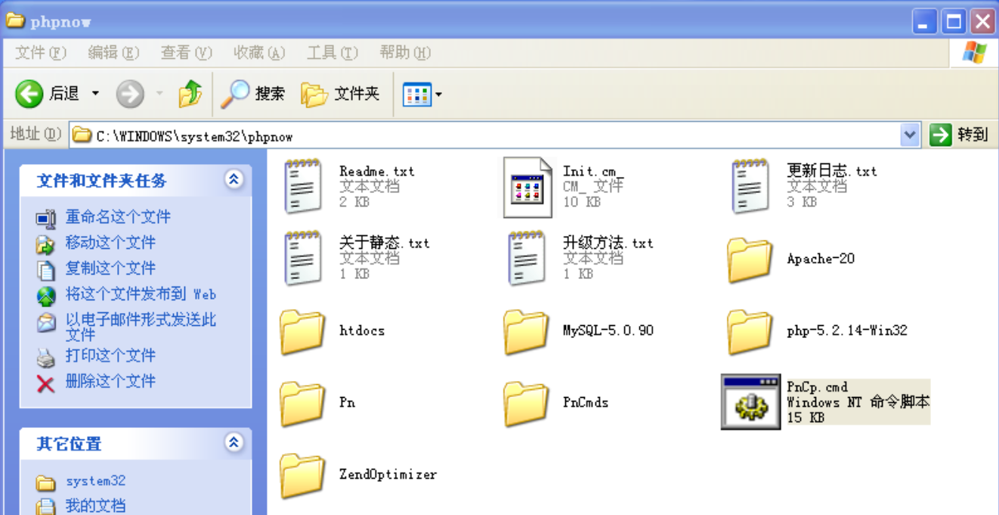 phpnow
文件(F) 编辑(E) 查看(V) 收藏(A) 工具(T) 帮助(H)
后退 搜索 文件夹
地址(D) C:\WINDOWS\system32\phpnow 转到
文件和文件夹任务
重命名这个文件
移动这个文件
复制这个文件
将这个文件发布到 Web
以电子邮件形式发送此
文件
打印这个文件
删除这个文件
其它位置
system32
我的文档
Readme.txt
文本文档
2 KB
Init.cm_
CM_ 文件
10 KB
更新日志.txt
文本文档
3 KB
关于静态.txt
文本文档
1 KB
升级方法.txt
文本文档
1 KB
Apache-20
htdocs
MySQL-5.0.90
php-5.2.14-Win32
Pn
PnCmds
PnCp.cmd
Windows NT 命令脚本
15 KB
ZendOptimizer